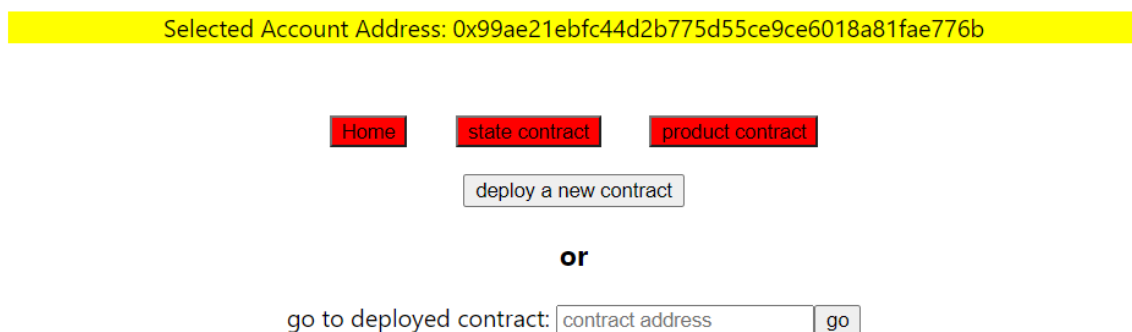 Selected Account Address: 0x99ae21ebfc44d2b775d55ce9ce6018a81fae776b
Home state contract product contract
deploy a new contract
or
go to deployed contract: contract address go